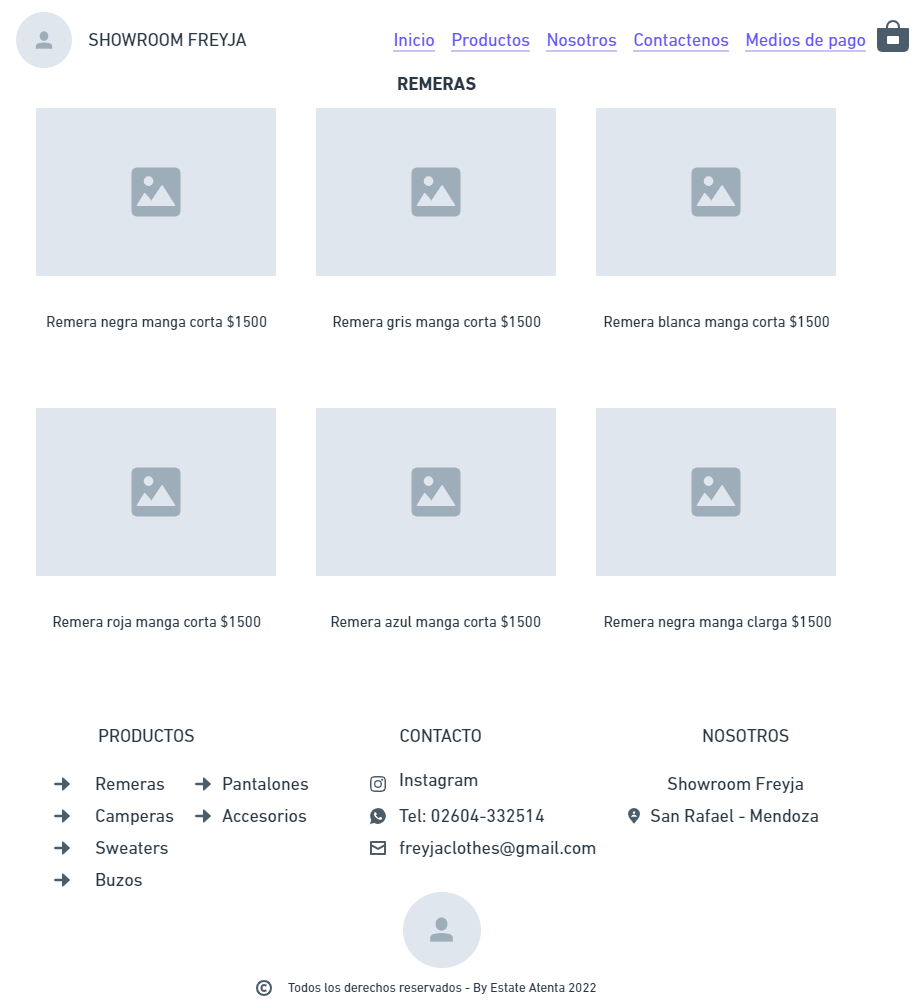 SHOWROOM FREYJA
Inicio Productos Nosotros Contactenos Medios de pago
REMERAS
Remera negra manga corta $1500
Remera gris manga corta $1500
Remera blanca manga corta $1500
Remera roja manga corta $1500
Remera azul manga corta $1500
Remera negra manga clarga $1500
PRODUCTOS
Remeras
Camperas
Sweaters
Buzos
Pantalones
Accesorios
CONTACTO
Instagram
Tel: 02604-332514
freyjaclothes@gmail.com
NOSOTROS
Showroom Freyja
San Rafael - Mendoza
© Todos los derechos reservados - By Estate Atenta 2022